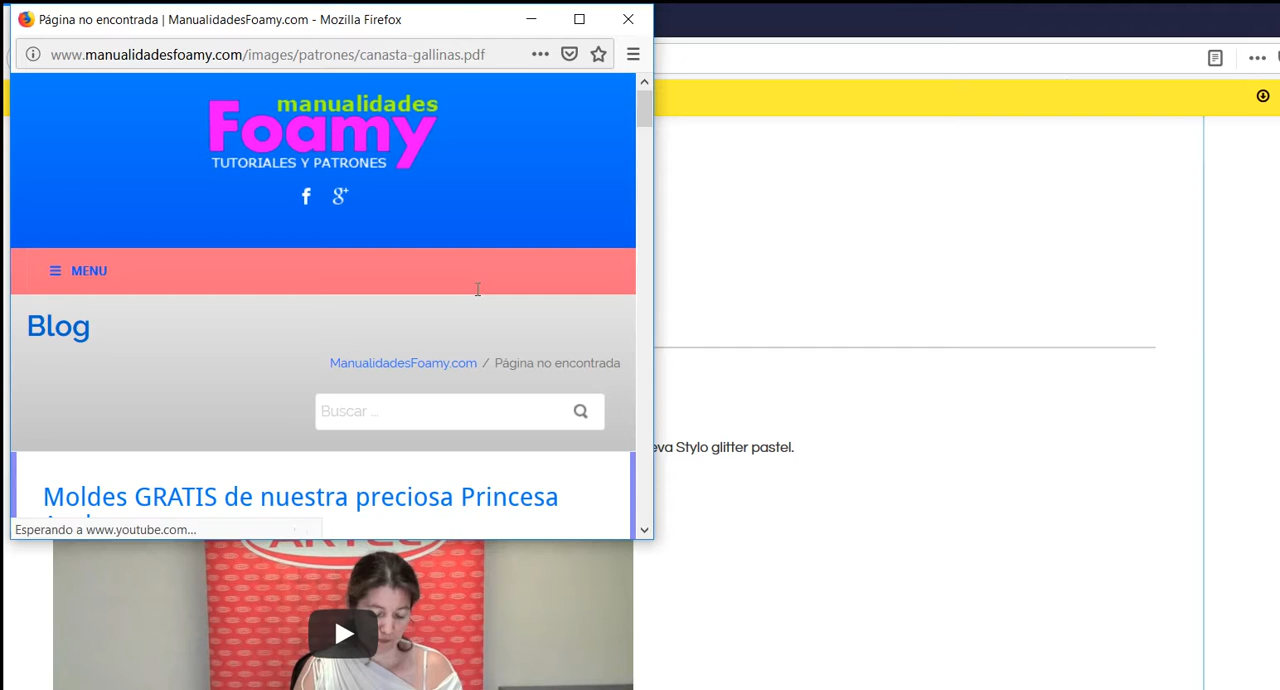 Página no encontrada | ManualidadesFoamy.com - Mozilla Firefox
www.manualidadesfoamy.com/images/patrones/canasta-gallinas.pdf
manualidades
Foamy
TUTORIALES Y PATRONES
f g+
MENU
Blog
ManualidadesFoamy.com / Página no encontrada
Buscar ...
eva Stylo glitter pastel.
Moldes GRATIS de nuestra preciosa Princesa
Esperando a www.youtube.com...